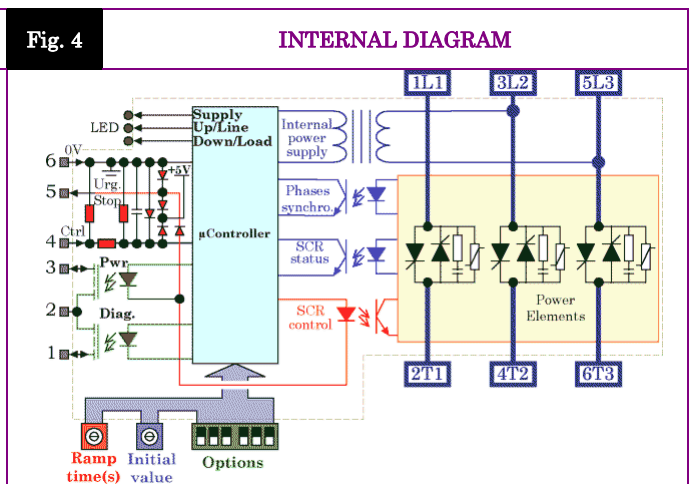 Fig. 4
INTERNAL DIAGRAM
1L1
3L2
5L3
Supply
Up/Line
Down/Load
LED
Internal
power
supply
0V
6
+5V
5
Urg.
Stop
Phases
synchro.
µController
Ctrl
4
SCR
status
3
Pwr
2
Diag.
SCR
control
Power
Elements
1
2T1
4T2
6T3
Ramp
time(s)
Initial
value
Options